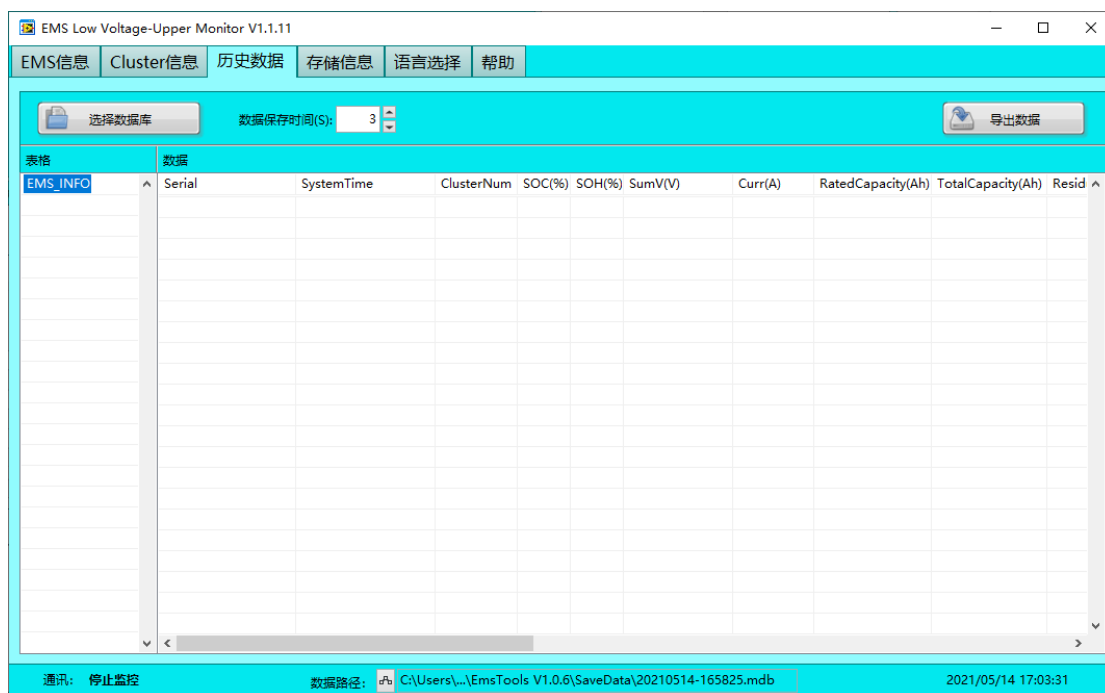 EMS Low Voltage-Upper Monitor V1.1.11
EMS信息 Cluster信息 历史数据 存储信息 语言选择 帮助
选择数据库 数据保存时间(S): 3 导出数据
表格 数据
EMS_INFO Serial SystemTime ClusterNum SOC(%) SOH(%) SumV(V) Curr(A) RatedCapacity(Ah) TotalCapacity(Ah) Resid
通讯: 停止监控 数据路径: C:\Users\...\EmsTools V1.0.6\SaveData\20210514-165825.mdb 2021/05/14 17:03:31